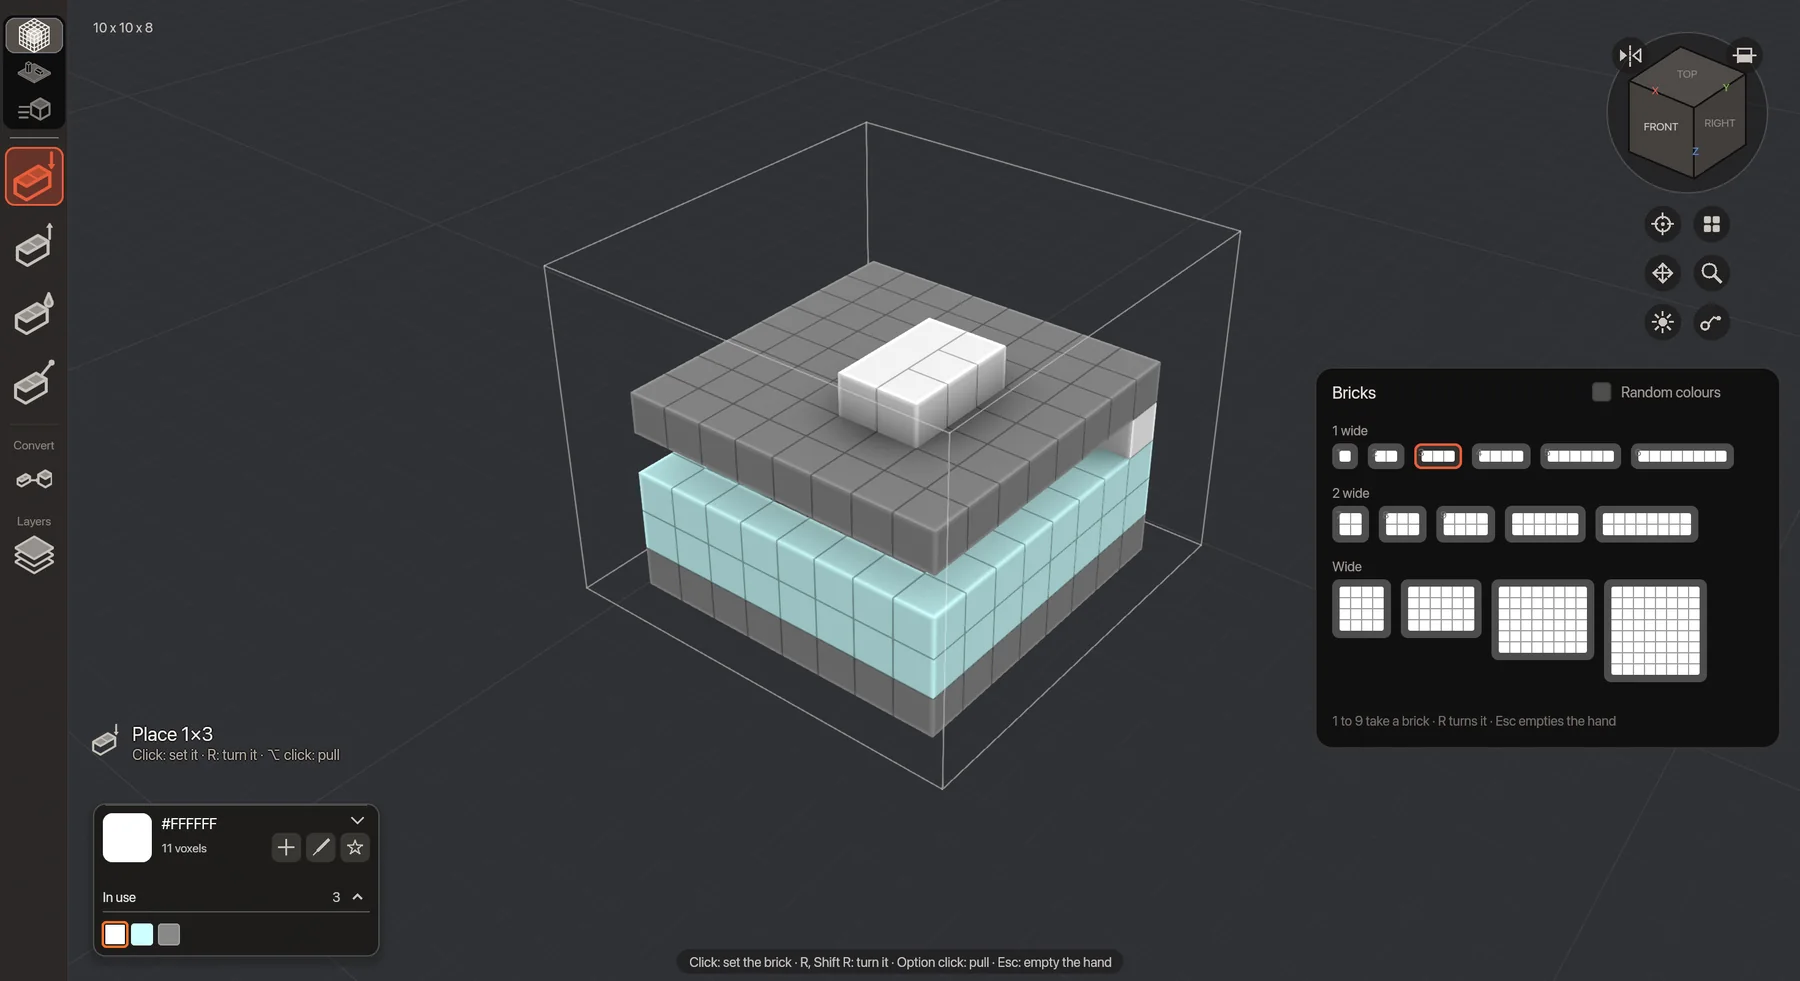 10 x 10 x 8
TOP
X
Y
FRONT
RIGHT
Z
Bricks
Random colours
1 wide
2 wide
Wide
1 to 9 take a brick · R turns it · Esc empties the hand
Convert
Layers
Place 1×3
Click: set it · R: turn it · ⌥ click: pull
#FFFFFF
11 voxels
In use
3
Click: set the brick · R, Shift R: turn it · Option click: pull · Esc: empty the hand